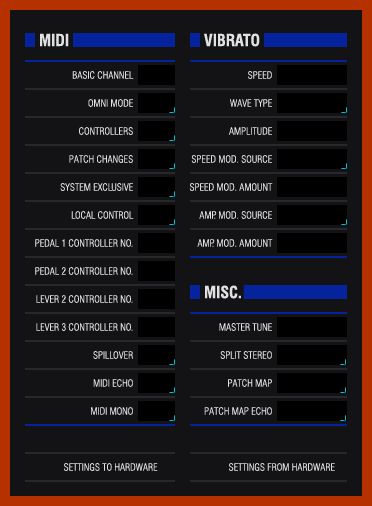 MIDI
BASIC CHANNEL
OMNI MODE
CONTROLLERS
PATCH CHANGES
SYSTEM EXCLUSIVE
LOCAL CONTROL
PEDAL 1 CONTROLLER NO.
PEDAL 2 CONTROLLER NO.
LEVER 2 CONTROLLER NO.
LEVER 3 CONTROLLER NO.
SPILLOVER
MIDI ECHO
MIDI MONO
SETTINGS TO HARDWARE
VIBRATO
SPEED
WAVE TYPE
AMPLITUDE
SPEED MOD. SOURCE
SPEED MOD. AMOUNT
AMP. MOD. SOURCE
AMP. MOD. AMOUNT
MISC.
MASTER TUNE
SPLIT STEREO
PATCH MAP
PATCH MAP ECHO
SETTINGS FROM HARDWARE